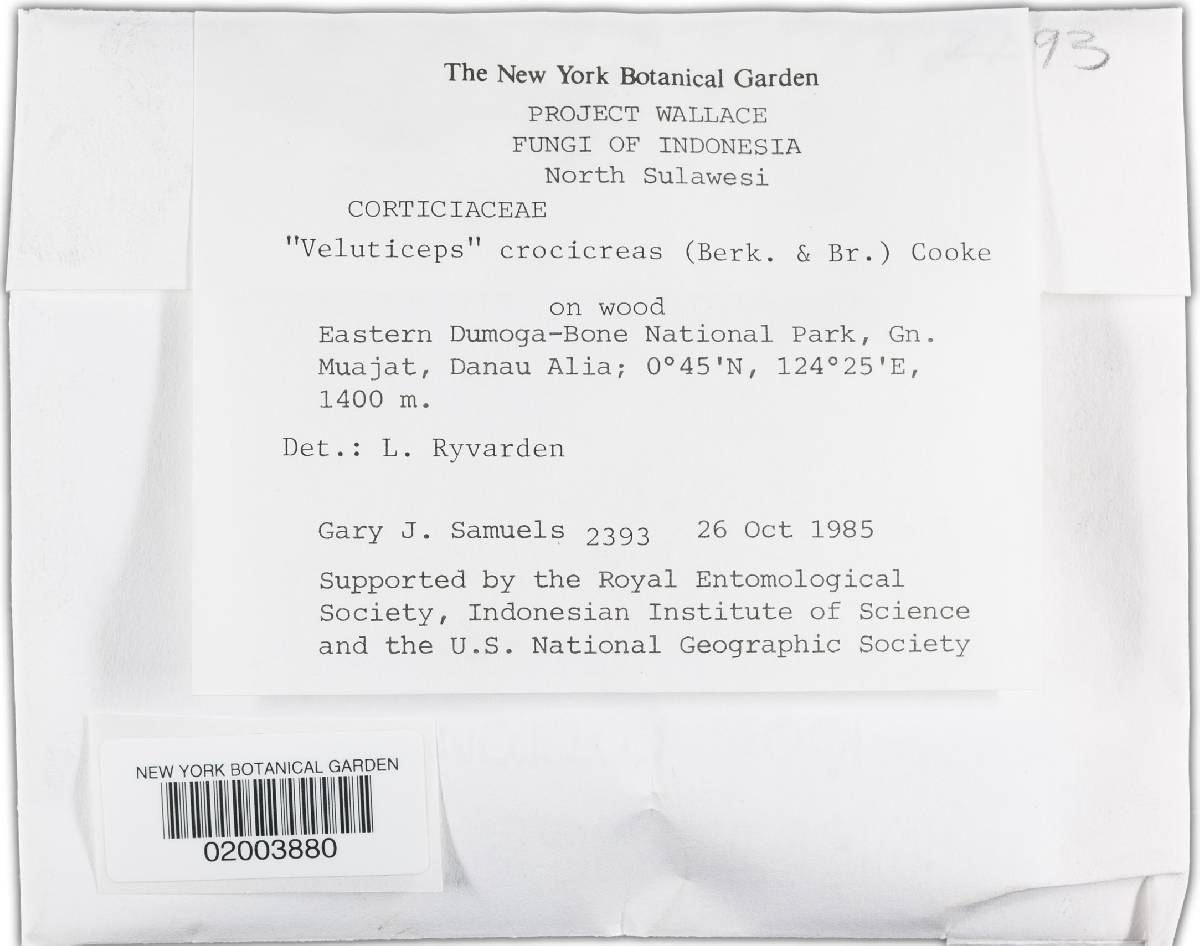 93
The New York Botanical Garden
PROJECT WALLACE
FUNGI OF INDONESIA
North Sulawesi
CORTICIACEAE
"Veluticeps" crocicreas (Berk. & Br.) Cooke
on wood
Eastern Dumoga-Bone National Park, Gn.
Muajat, Danau Alia; 0°45'N, 124°25'E,
1400 m.
Det.: L. Ryvarden
Gary J. Samuels 2393 26 Oct 1985
Supported by the Royal Entomological
Society, Indonesian Institute of Science
and the U.S. National Geographic Society
NEW YORK BOTANICAL GARDEN
02003880